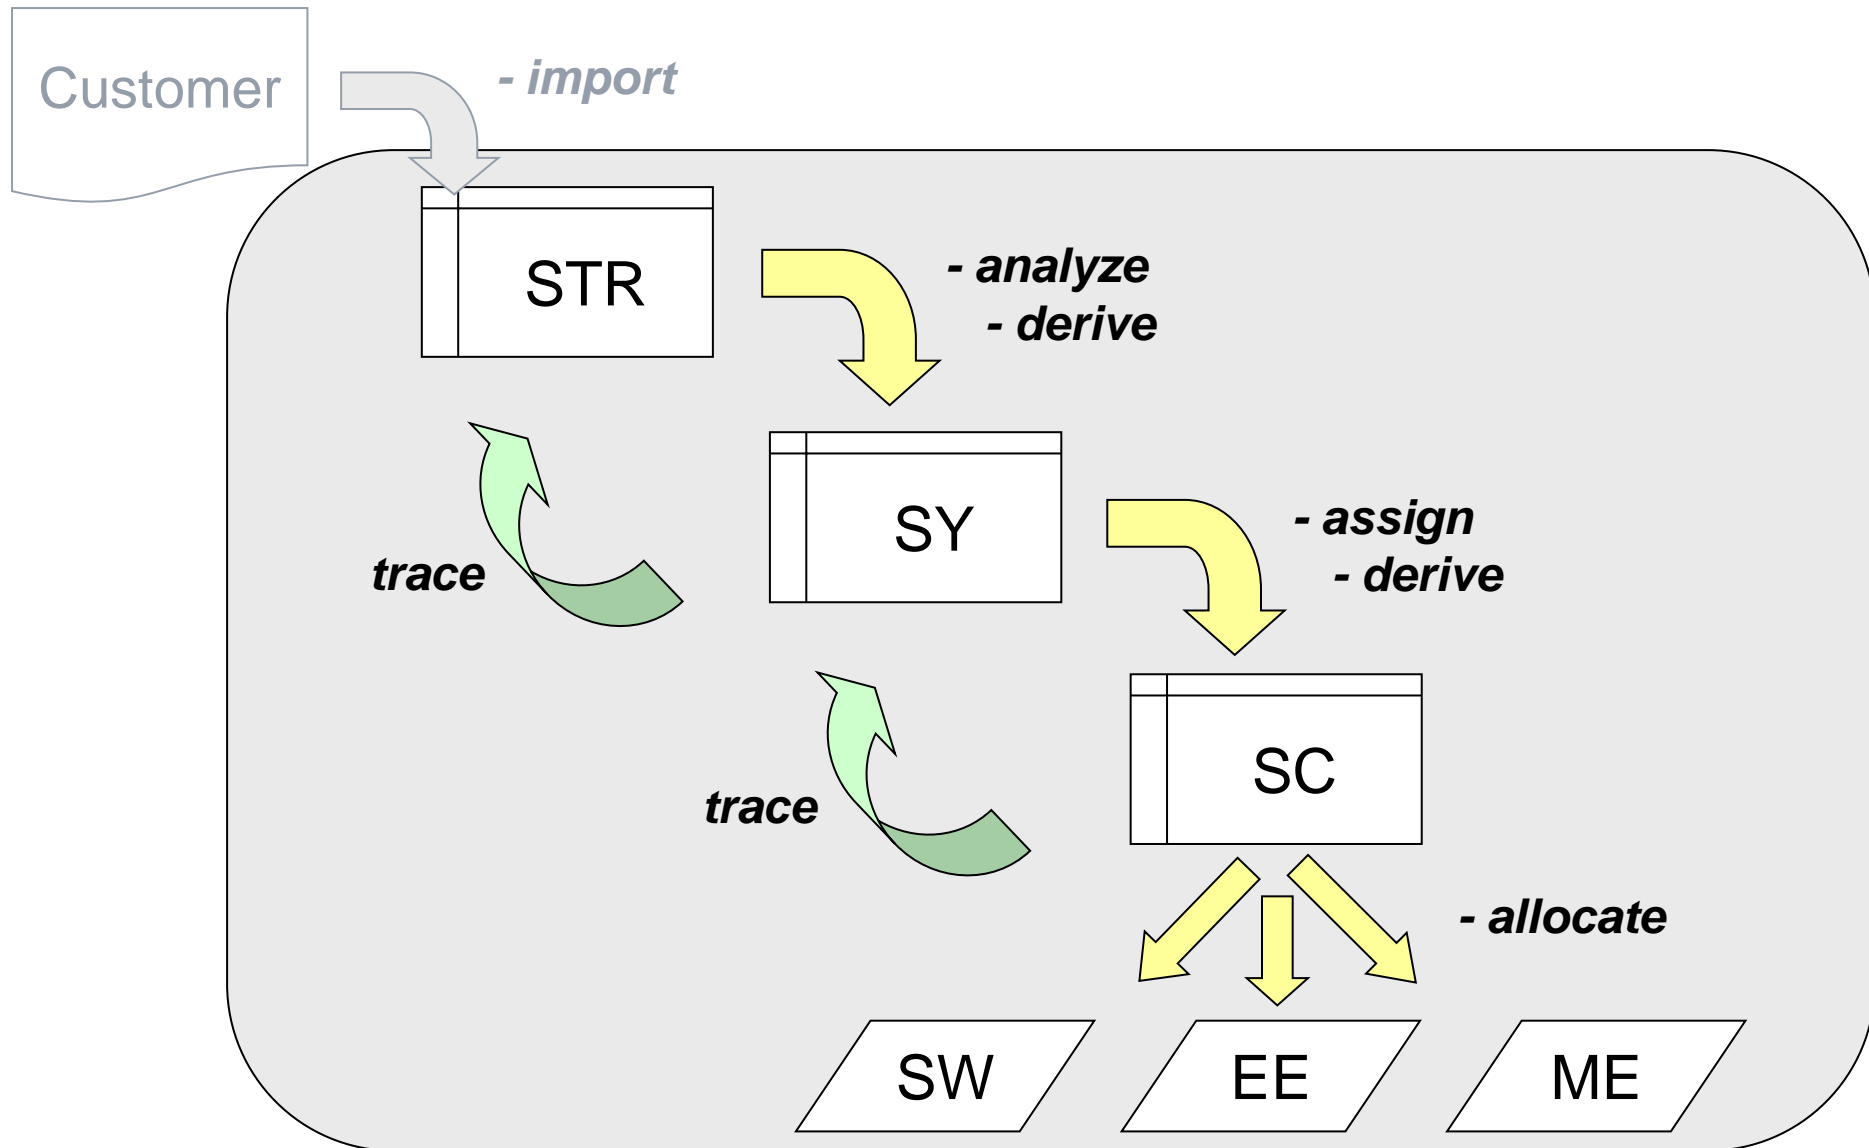 Customer
- import
STR
- analyze
- derive
SY
- assign
- derive
trace
SC
trace
- allocate
SW
EE
ME